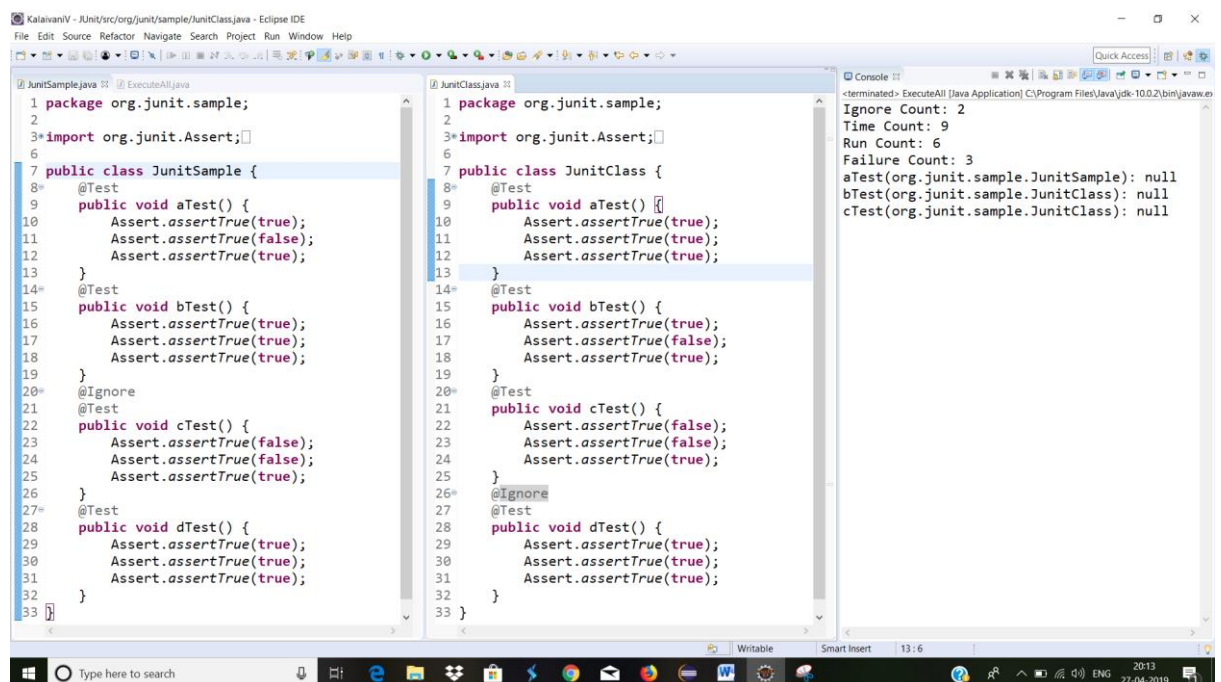 KalaivaniV - JUnit/src/org/junit/sample/JunitClass.java - Eclipse IDE
File Edit Source Refactor Navigate Search Project Run Window Help
Quick Access
JunitSample.java ExecuteAll.java
1 package org.junit.sample;
2
3 import org.junit.Assert;
6
7 public class JunitSample {
8 @Test
9 public void aTest() {
10 Assert.assertTrue(true);
11 Assert.assertTrue(false);
12 Assert.assertTrue(true);
13 }
14 @Test
15 public void bTest() {
16 Assert.assertTrue(true);
17 Assert.assertTrue(true);
18 Assert.assertTrue(true);
19 }
20 @Ignore
21 @Test
22 public void cTest() {
23 Assert.assertTrue(false);
24 Assert.assertTrue(false);
25 Assert.assertTrue(true);
26 }
27 @Test
28 public void dTest() {
29 Assert.assertTrue(true);
30 Assert.assertTrue(true);
31 Assert.assertTrue(true);
32 }
33 }
JunitClass.java
1 package org.junit.sample;
2
3 import org.junit.Assert;
6
7 public class JunitClass {
8 @Test
9 public void aTest() {
10 Assert.assertTrue(true);
11 Assert.assertTrue(true);
12 Assert.assertTrue(true);
13 }
14 @Test
15 public void bTest() {
16 Assert.assertTrue(true);
17 Assert.assertTrue(false);
18 Assert.assertTrue(true);
19 }
20 @Test
21 public void cTest() {
22 Assert.assertTrue(false);
23 Assert.assertTrue(false);
24 Assert.assertTrue(true);
25 }
26 @Ignore
27 @Test
28 public void dTest() {
29 Assert.assertTrue(true);
30 Assert.assertTrue(true);
31 Assert.assertTrue(true);
32 }
33 }
Console
<terminated> ExecuteAll [Java Application] C:\Program Files\Java\jdk-10.0.2\bin\javaw.ex
Ignore Count: 2
Time Count: 9
Run Count: 6
Failure Count: 3
aTest(org.junit.sample.JunitSample): null
bTest(org.junit.sample.JunitClass): null
cTest(org.junit.sample.JunitClass): null
Writable Smart Insert 13:6
Type here to search
ENG
20:13
27-04-2019